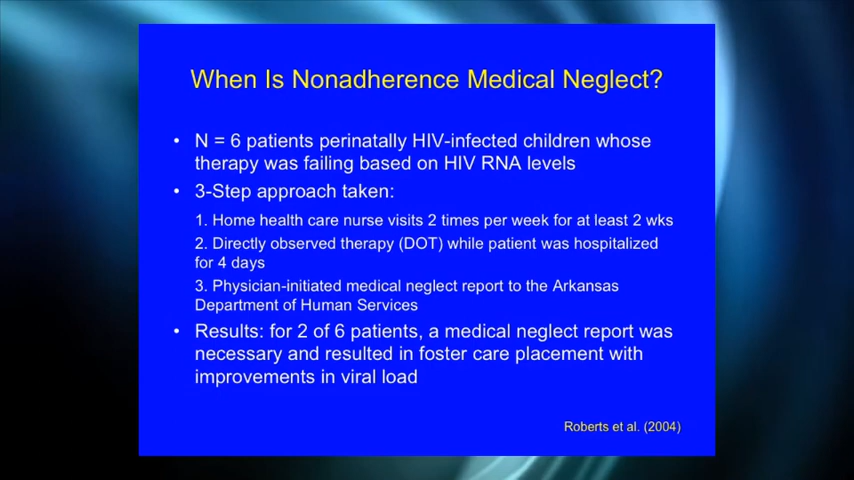 When Is Nonadherence Medical Neglect?
• N = 6 patients perinatally HIV-infected children whose
therapy was failing based on HIV RNA levels
• 3-Step approach taken:
1. Home health care nurse visits 2 times per week for at least 2 wks
2. Directly observed therapy (DOT) while patient was hospitalized
for 4 days
3. Physician-initiated medical neglect report to the Arkansas
Department of Human Services
• Results: for 2 of 6 patients, a medical neglect report was
necessary and resulted in foster care placement with
improvements in viral load
Roberts et al. (2004)